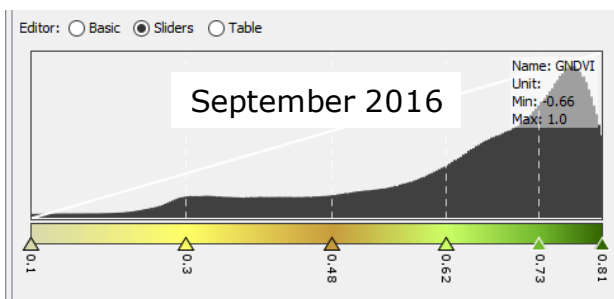 Editor: Basic Sliders Table
Name: GNDVI
Unit:
Min: -0.66
Max: 1.0
September 2016
0.1
0.3
0.48
0.62
0.73
0.81